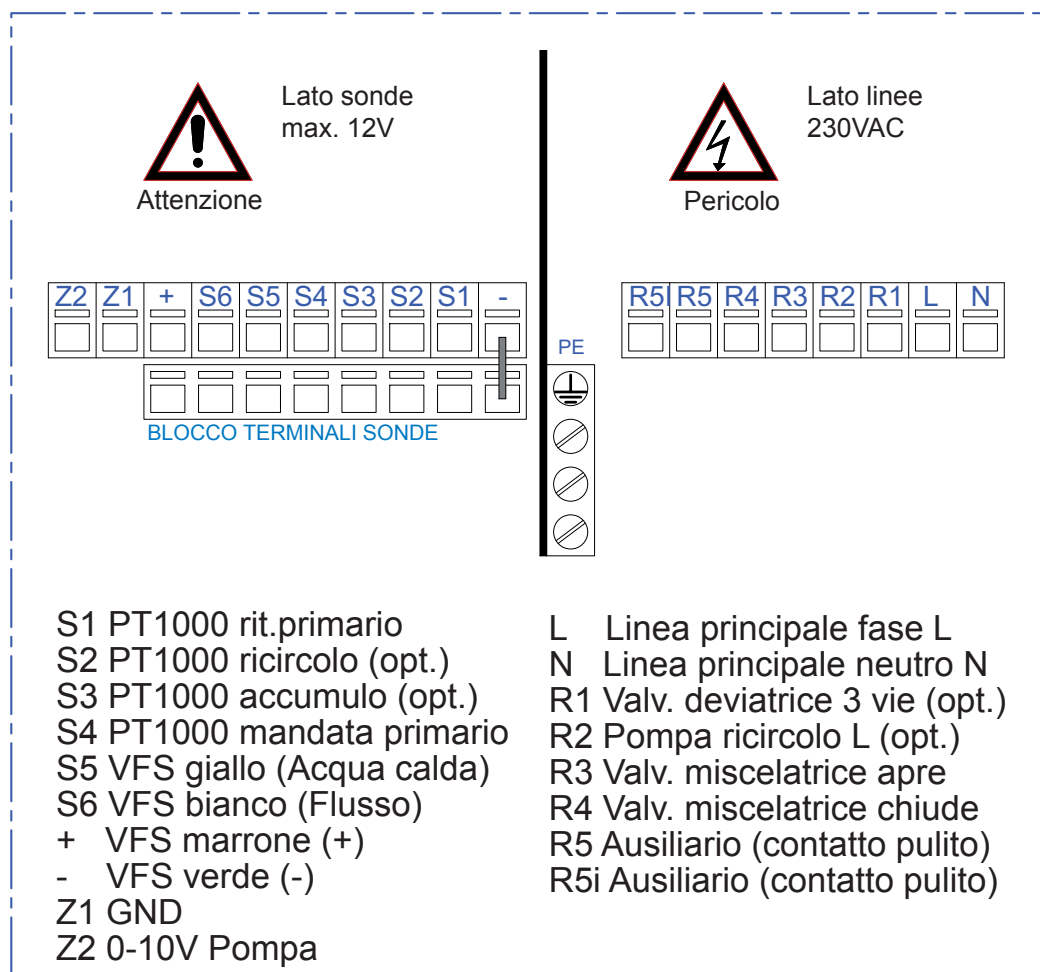 Lato sonde
max. 12V
Attenzione
Lato linee
230VAC
Pericolo
Z2 Z1 + S6 S5 S4 S3 S2 S1 -
BLOCCO TERMINALI SONDE
PE
R5I R5 R4 R3 R2 R1 L N
S1 PT1000 rit.primario
S2 PT1000 ricircolo (opt.)
S3 PT1000 accumulo (opt.)
S4 PT1000 mandata primario
S5 VFS giallo (Acqua calda)
S6 VFS bianco (Flusso)
+ VFS marrone (+)
- VFS verde (-)
Z1 GND
Z2 0-10V Pompa
L Linea principale fase L
N Linea principale neutro N
R1 Valv. deviatrice 3 vie (opt.)
R2 Pompa ricircolo L (opt.)
R3 Valv. miscelatrice apre
R4 Valv. miscelatrice chiude
R5 Ausiliario (contatto pulito)
R5i Ausiliario (contatto pulito)